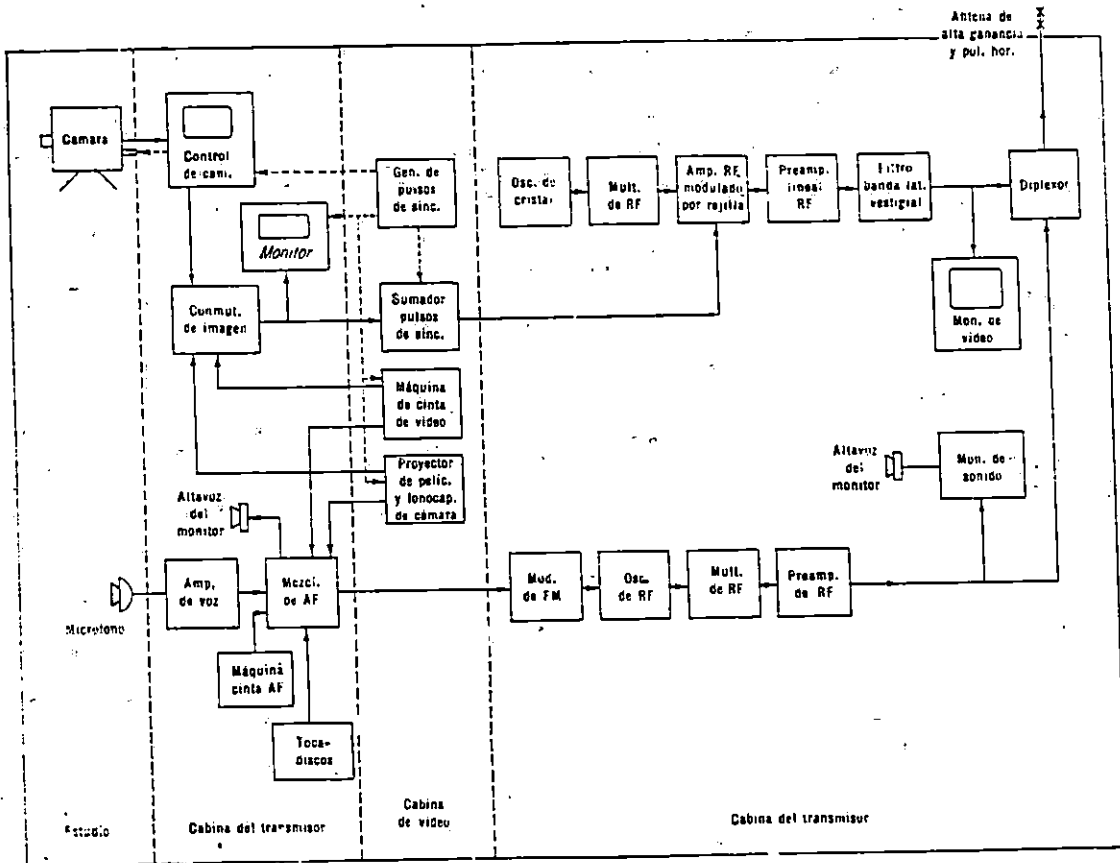 Antena de
alta ganancia
y pul. hor.
Camara
Control
de cam.
Gen. de
pulsos
de sinc.
Osc. de
cristal
Mult.
de RF
Amp. RF
modulado
por rejilla
Preamp.
lineal
RF
Filtro
banda lat.
vestigial
Diplexor
Monitor
Conmut.
de imagen
Sumador
pulsos
de sinc.
Mon. de
video
Máquina
de cinta
de video
Proyector
de pelic.
y fonocap.
de cámara
Altavoz
del
monitor
Altavoz
del
monitor
Mon. de
sonido
Microfono
Amp.
de voz
Mezcl.
de AF
Mod.
de FM
Osc.
de RF
Mult.
de RF
Preamp.
de RF
Máquina
cinta AF
Toca-
discos
Estudio
Cabina del transmisor
Cabina
de video
Cabina del transmisor